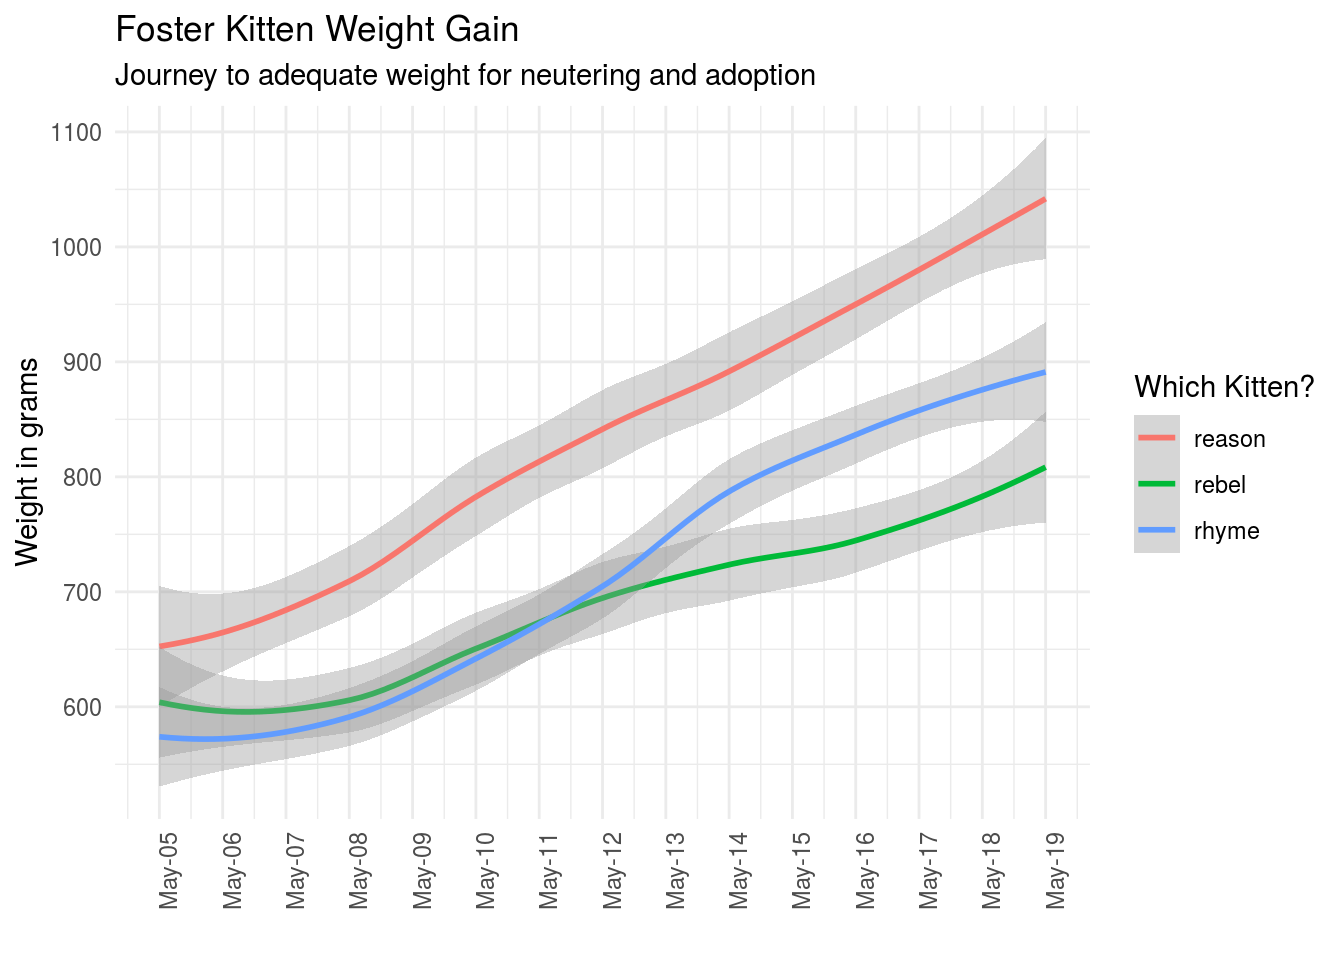 Foster Kitten Weight Gain
Journey to adequate weight for neutering and adoption
Weight in grams
1100
1000
900
800
700
600
May-05
May-06
May-07
May-08
May-09
May-10
May-11
May-12
May-13
May-14
May-15
May-16
May-17
May-18
May-19
Which Kitten?
reason
rebel
rhyme